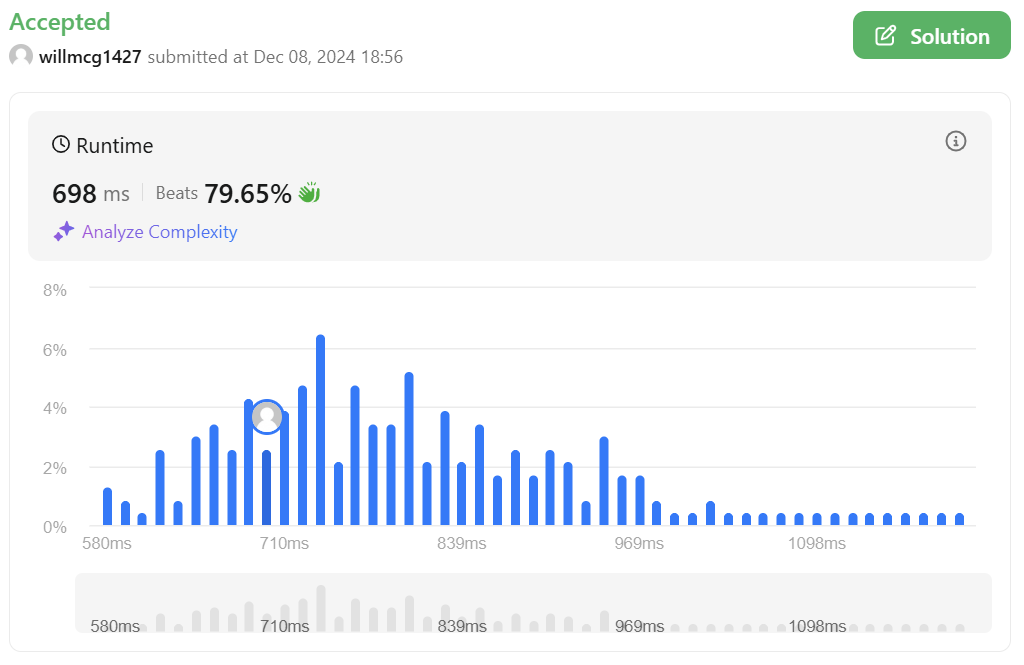 Accepted
Solution
willmcg1427 submitted at Dec 08, 2024 18:56
Runtime
698 ms Beats 79.65%
Analyze Complexity
8%
6%
4%
2%
0%
580ms 710ms 839ms 969ms 1098ms
580ms 710ms 839ms 969ms 1098ms